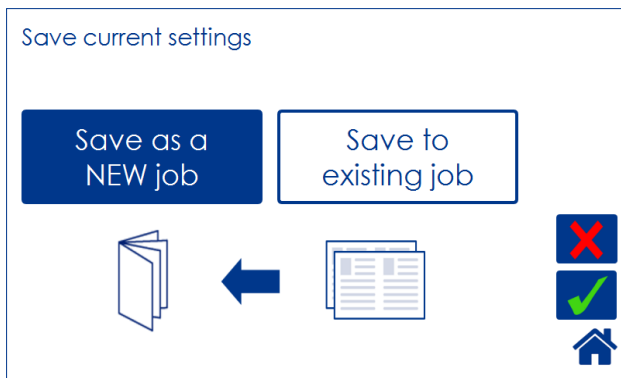 Save current settings
Save as a
NEW job
Save to
existing job